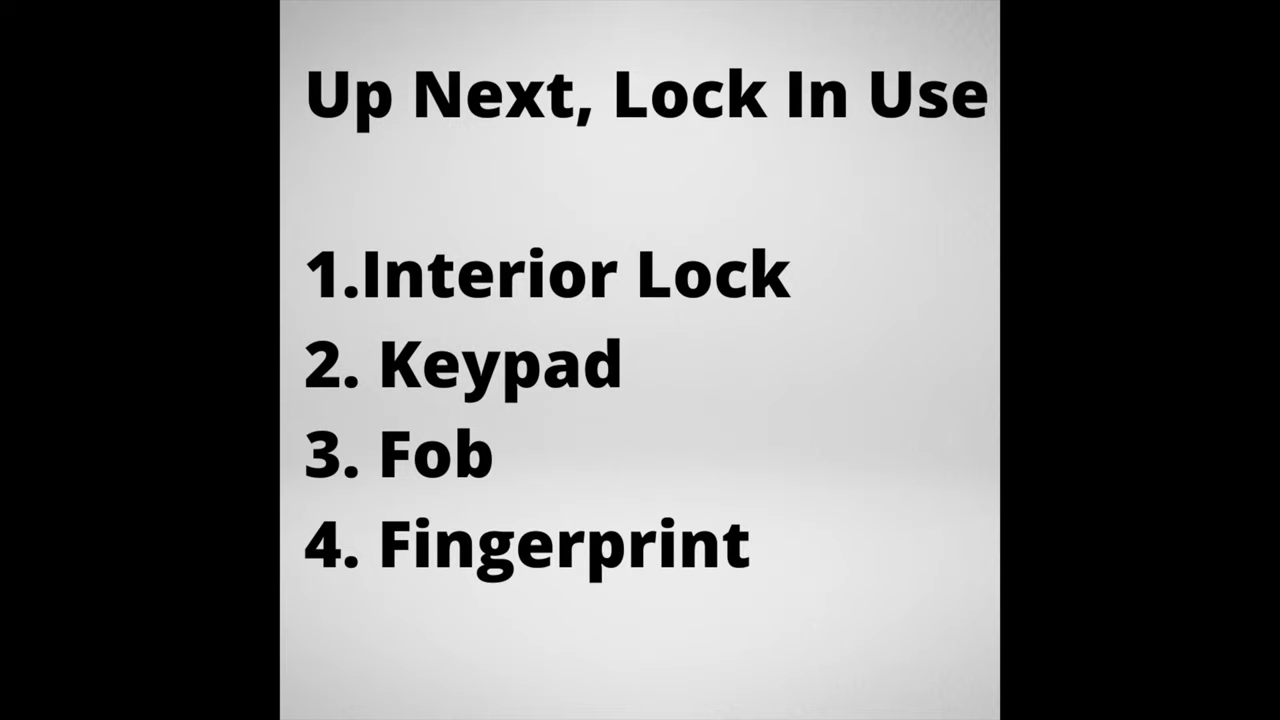 Up Next, Lock In Use
1.Interior Lock
2. Keypad
3. Fob
4. Fingerprint